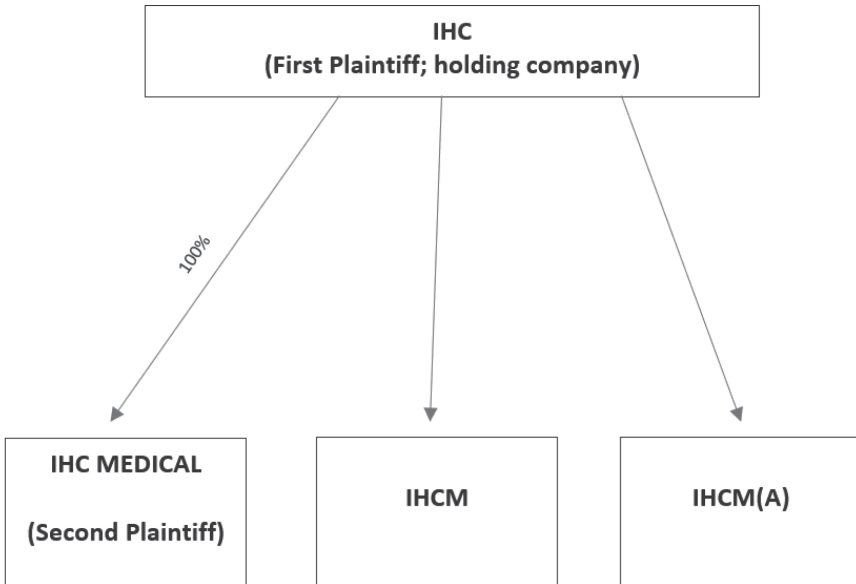 IHC
(First Plaintiff; holding company)
100%
IHC MEDICAL
(Second Plaintiff)
IHCM
IHCM(A)